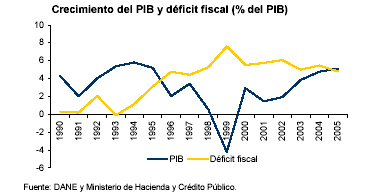 Crecimiento del PIB y déficit fiscal (% del PIB)
10
8
6
4
2
0
-2
-4
-6
1990 1991 1992 1993 1994 1995 1996 1997 1998 1999 2000 2001 2002 2003 2004 2005
PIB Déficit fiscal
Fuente: DANE y Ministerio de Hacienda y Crédito Público.